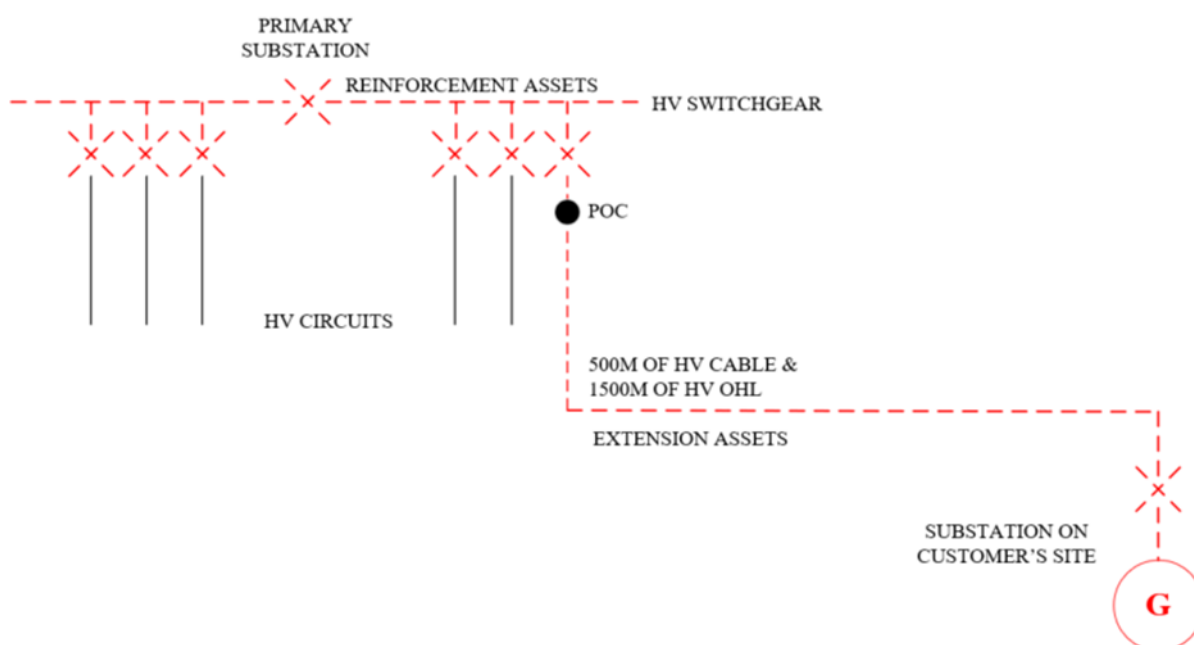 PRIMARY
SUBSTATION
REINFORCEMENT ASSETS
HV SWITCHGEAR
POC
HV CIRCUITS
500M OF HV CABLE &
1500M OF HV OHL
EXTENSION ASSETS
SUBSTATION ON
CUSTOMER'S SITE
G